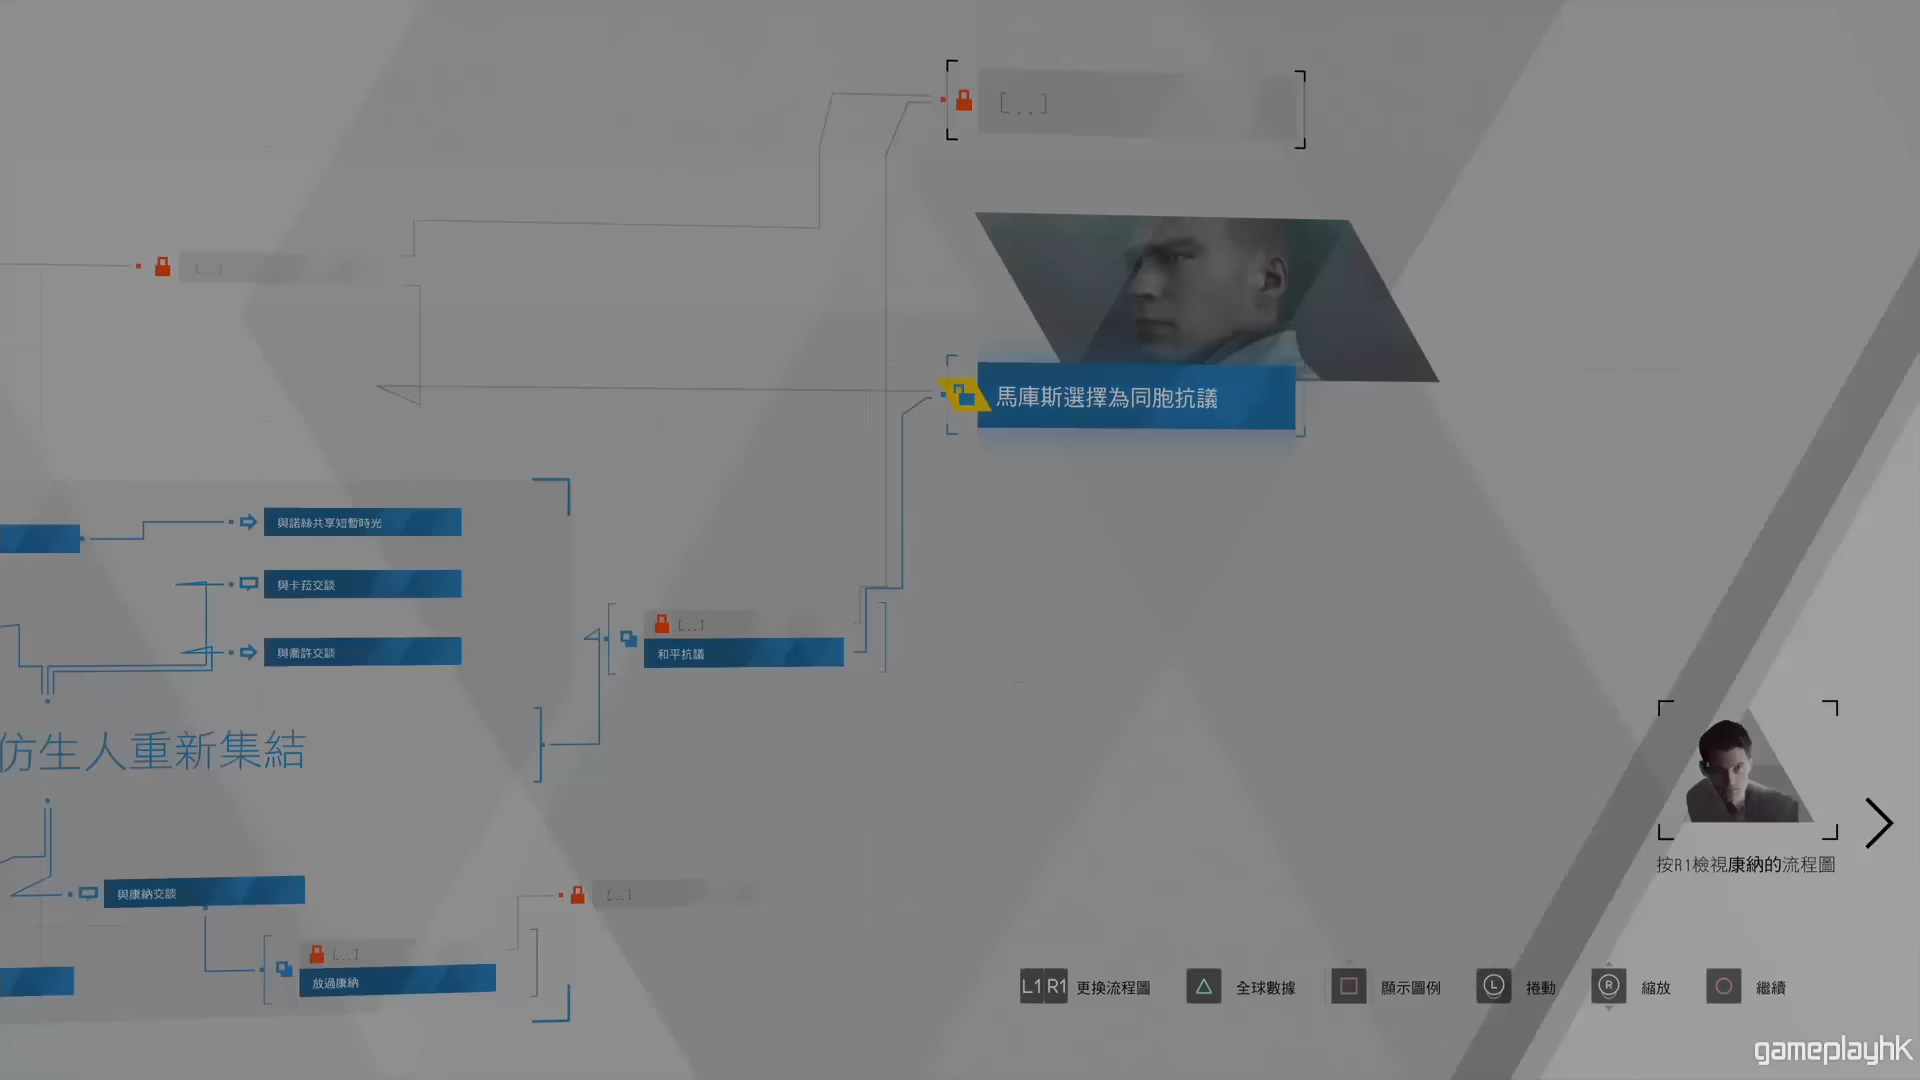 [...]
[...]
馬庫斯選擇為同胞抗議
與諾絲共享短暫時光
與卡菈交談
與喬許交談
[...]
和平抗議
仿生人重新集結
與康納交談
[...]
[...]
放過康納
按R1檢視康納的流程圖
L1 R1 更換流程圖
全球數據
顯示圖例
L 捲動
R 縮放
繼續
gameplayhk